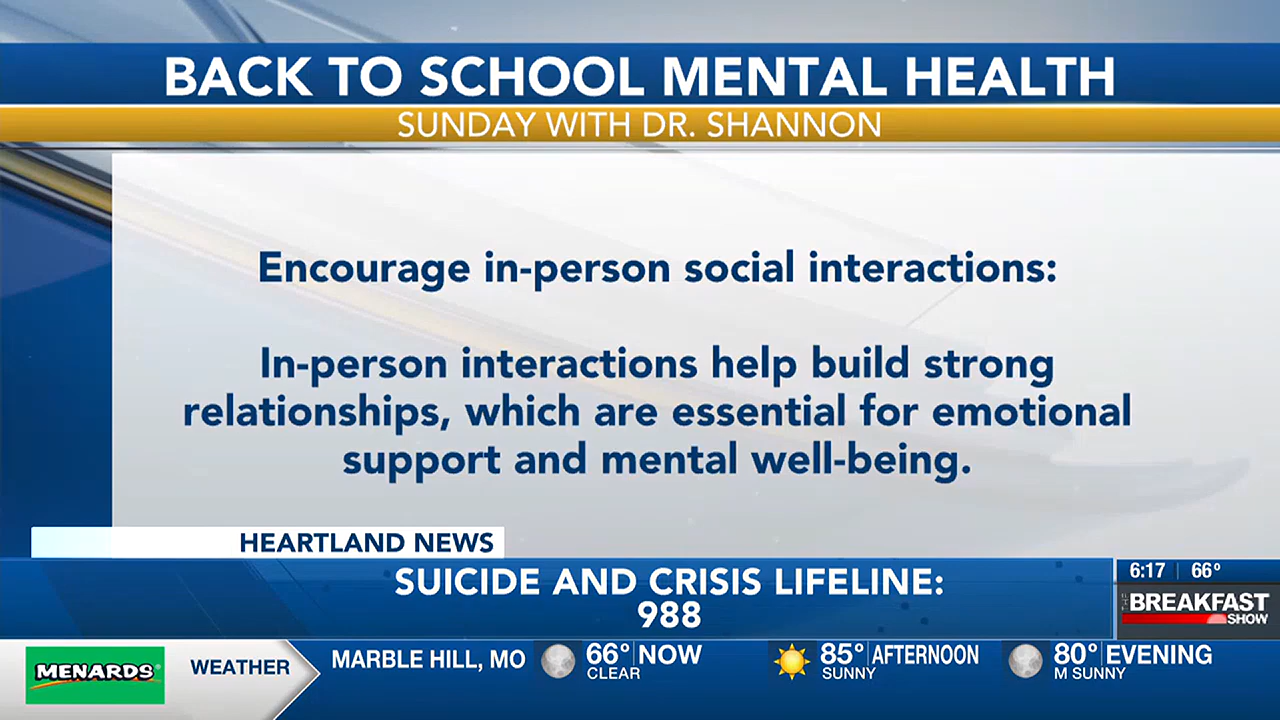 BACK TO SCHOOL MENTAL HEALTH
SUNDAY WITH DR. SHANNON
Encourage in-person social interactions:
In-person interactions help build strong
relationships, which are essential for emotional
support and mental well-being.
HEARTLAND NEWS
SUICIDE AND CRISIS LIFELINE:
988
6:17 66°
THE BREAKFAST
SHOW
MENARDS
WEATHER
MARBLE HILL, MO
66° NOW
CLEAR
85° AFTERNOON
SUNNY
80° EVENING
M SUNNY